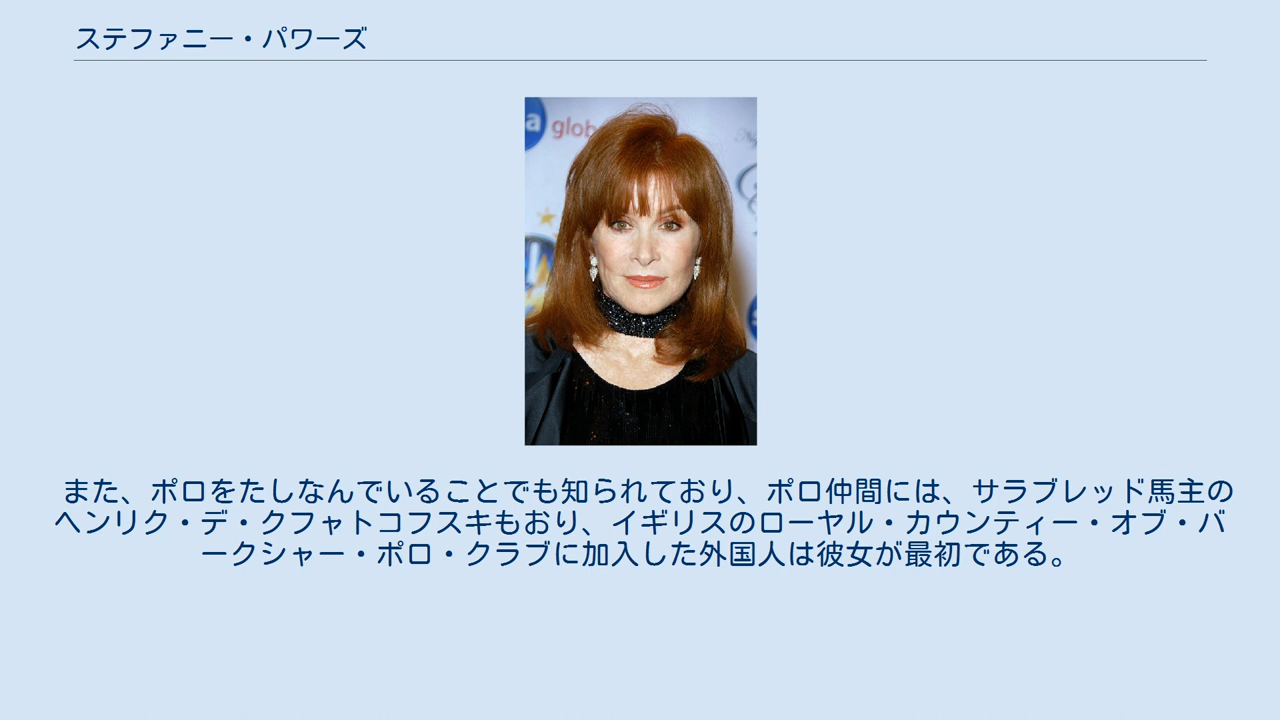 ステファニー・パワーズ
a
glob
また、ポロをたしなんでいることでも知られており、ポロ仲間には、サラブレッド馬主の
ヘンリク・デ・クフャトコフスキもおり、イギリスのローヤル・カウンティー・オブ・バ
ークシャー・ポロ・クラブに加入した外国人は彼女が最初である。